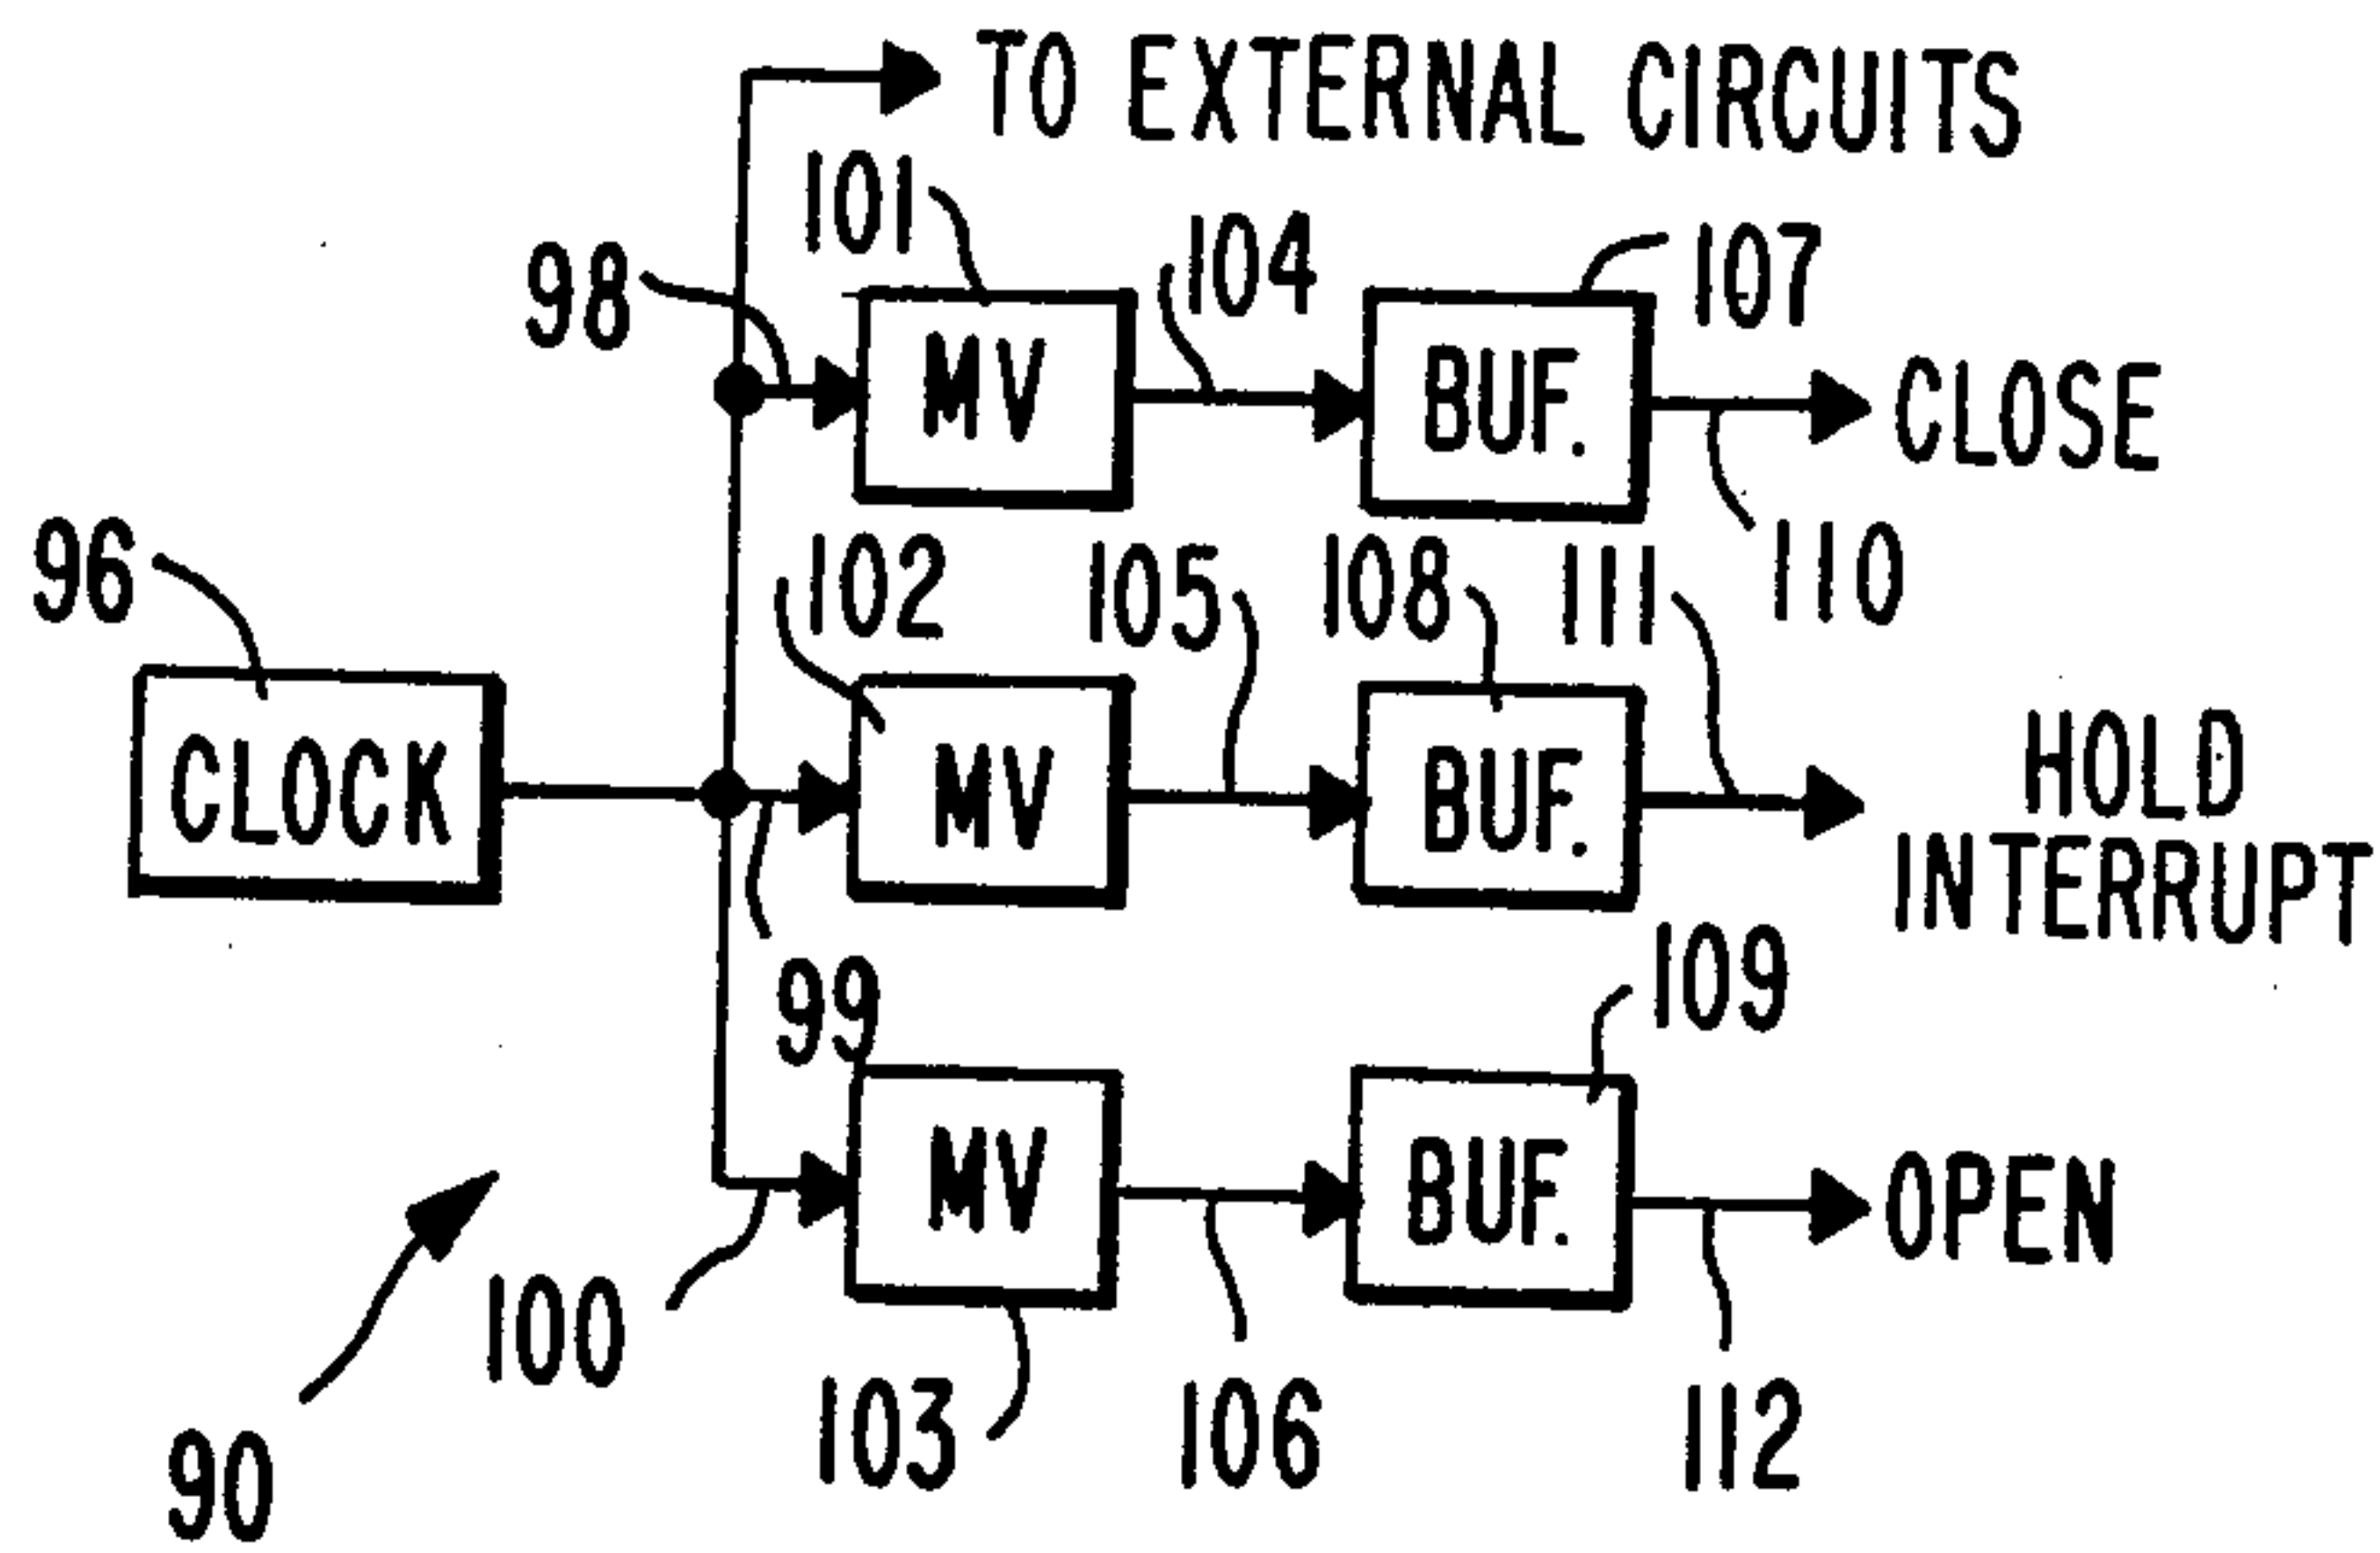 TO EXTERNAL CIRCUITS
101
98
104
107
MV
BUF.
CLOSE
96
102
105
108
111
110
CLOCK
MV
BUF.
HOLD
INTERRUPT
99
109
MV
BUF.
OPEN
100
103
106
112
90